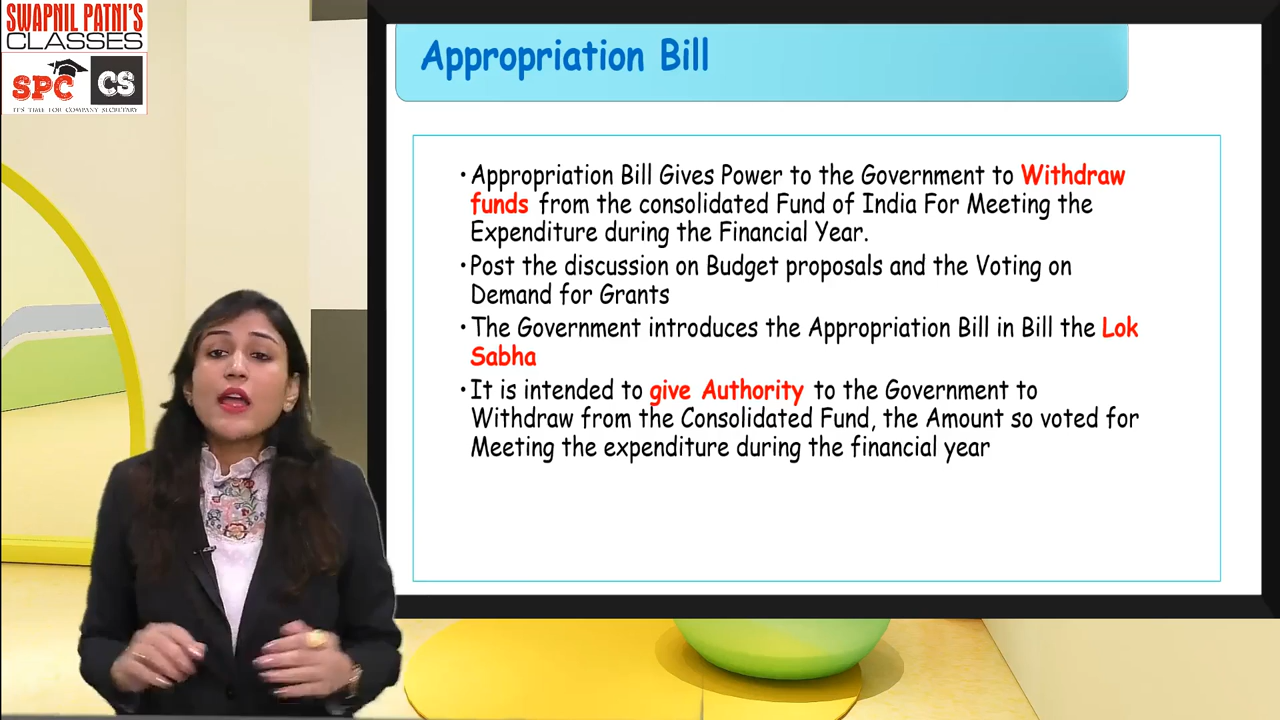 SWAPNIL PATNI'S
CLASSES
SPC CS
IT'S TIME FOR COMPANY SECRETARY
Appropriation Bill
• Appropriation Bill Gives Power to the Government to Withdraw
funds from the consolidated Fund of India For Meeting the
Expenditure during the Financial Year.
• Post the discussion on Budget proposals and the Voting on
Demand for Grants
• The Government introduces the Appropriation Bill in Bill the Lok
Sabha
• It is intended to give Authority to the Government to
Withdraw from the Consolidated Fund, the Amount so voted for
Meeting the expenditure during the financial year